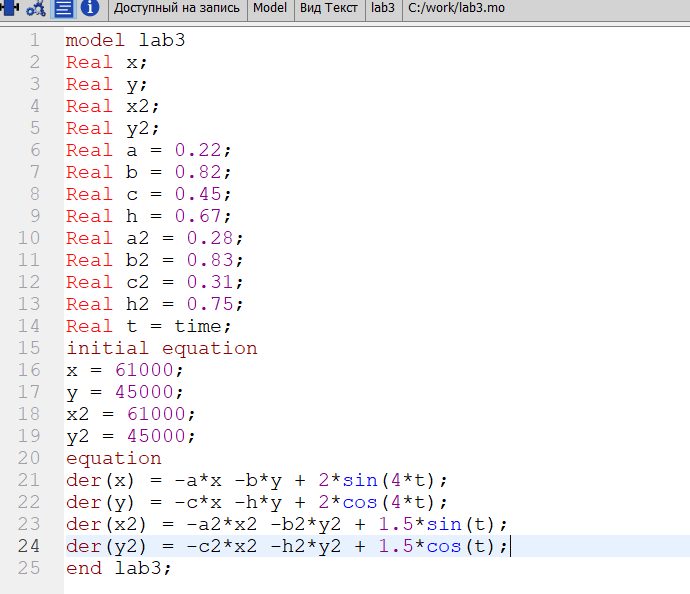 Доступный на запись Model Вид Текст lab3 C:/work/lab3.mo
1 model lab3
2 Real x;
3 Real y;
4 Real x2;
5 Real y2;
6 Real a = 0.22;
7 Real b = 0.82;
8 Real c = 0.45;
9 Real h = 0.67;
10 Real a2 = 0.28;
11 Real b2 = 0.83;
12 Real c2 = 0.31;
13 Real h2 = 0.75;
14 Real t = time;
15 initial equation
16 x = 61000;
17 y = 45000;
18 x2 = 61000;
19 y2 = 45000;
20 equation
21 der(x) = -a*x -b*y + 2*sin(4*t);
22 der(y) = -c*x -h*y + 2*cos(4*t);
23 der(x2) = -a2*x2 -b2*y2 + 1.5*sin(t);
24 der(y2) = -c2*x2 -h2*y2 + 1.5*cos(t);
25 end lab3;